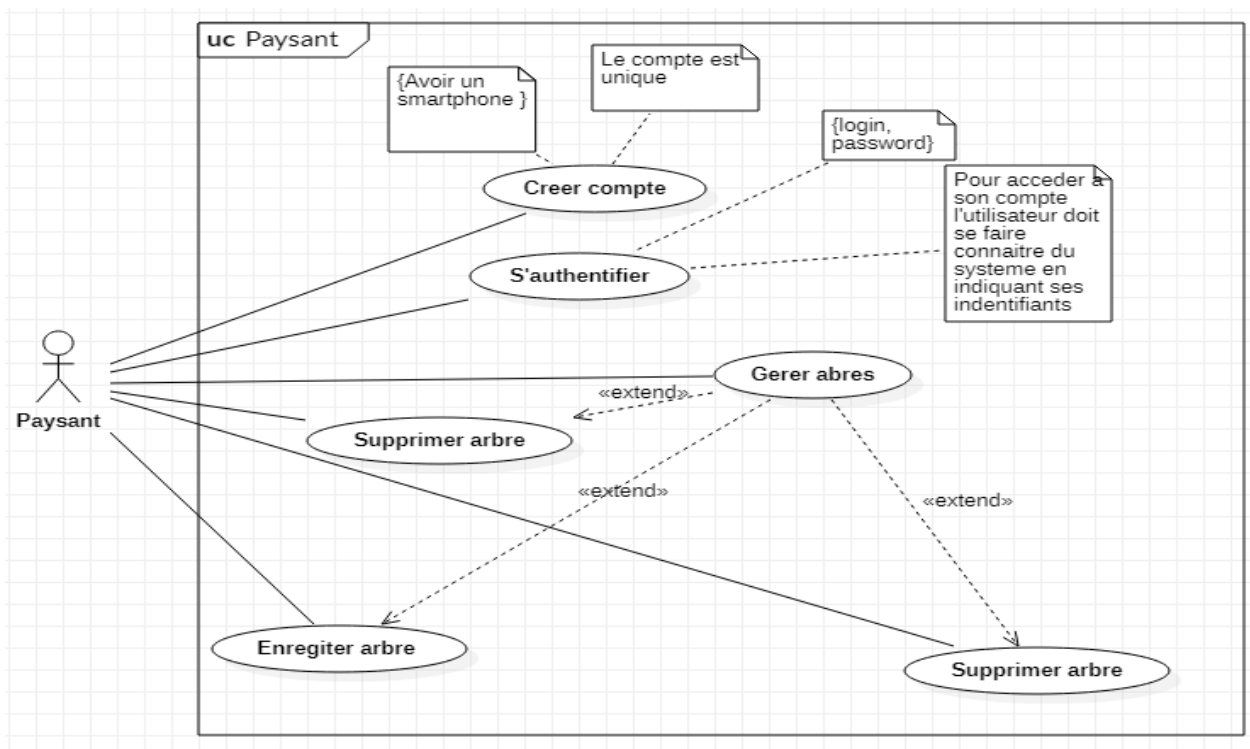 uc Paysant
{Avoir un
smartphone }
Le compte est
unique
{login,
password}
Creer compte
Pour acceder a
son compte
l'utilisateur doit
se faire
connaitre du
systeme en
indiquant ses
indentifiants
S'authentifier
Gerer abres
«extend»
Paysant
Supprimer arbre
«extend»
«extend»
Enregiter arbre
Supprimer arbre